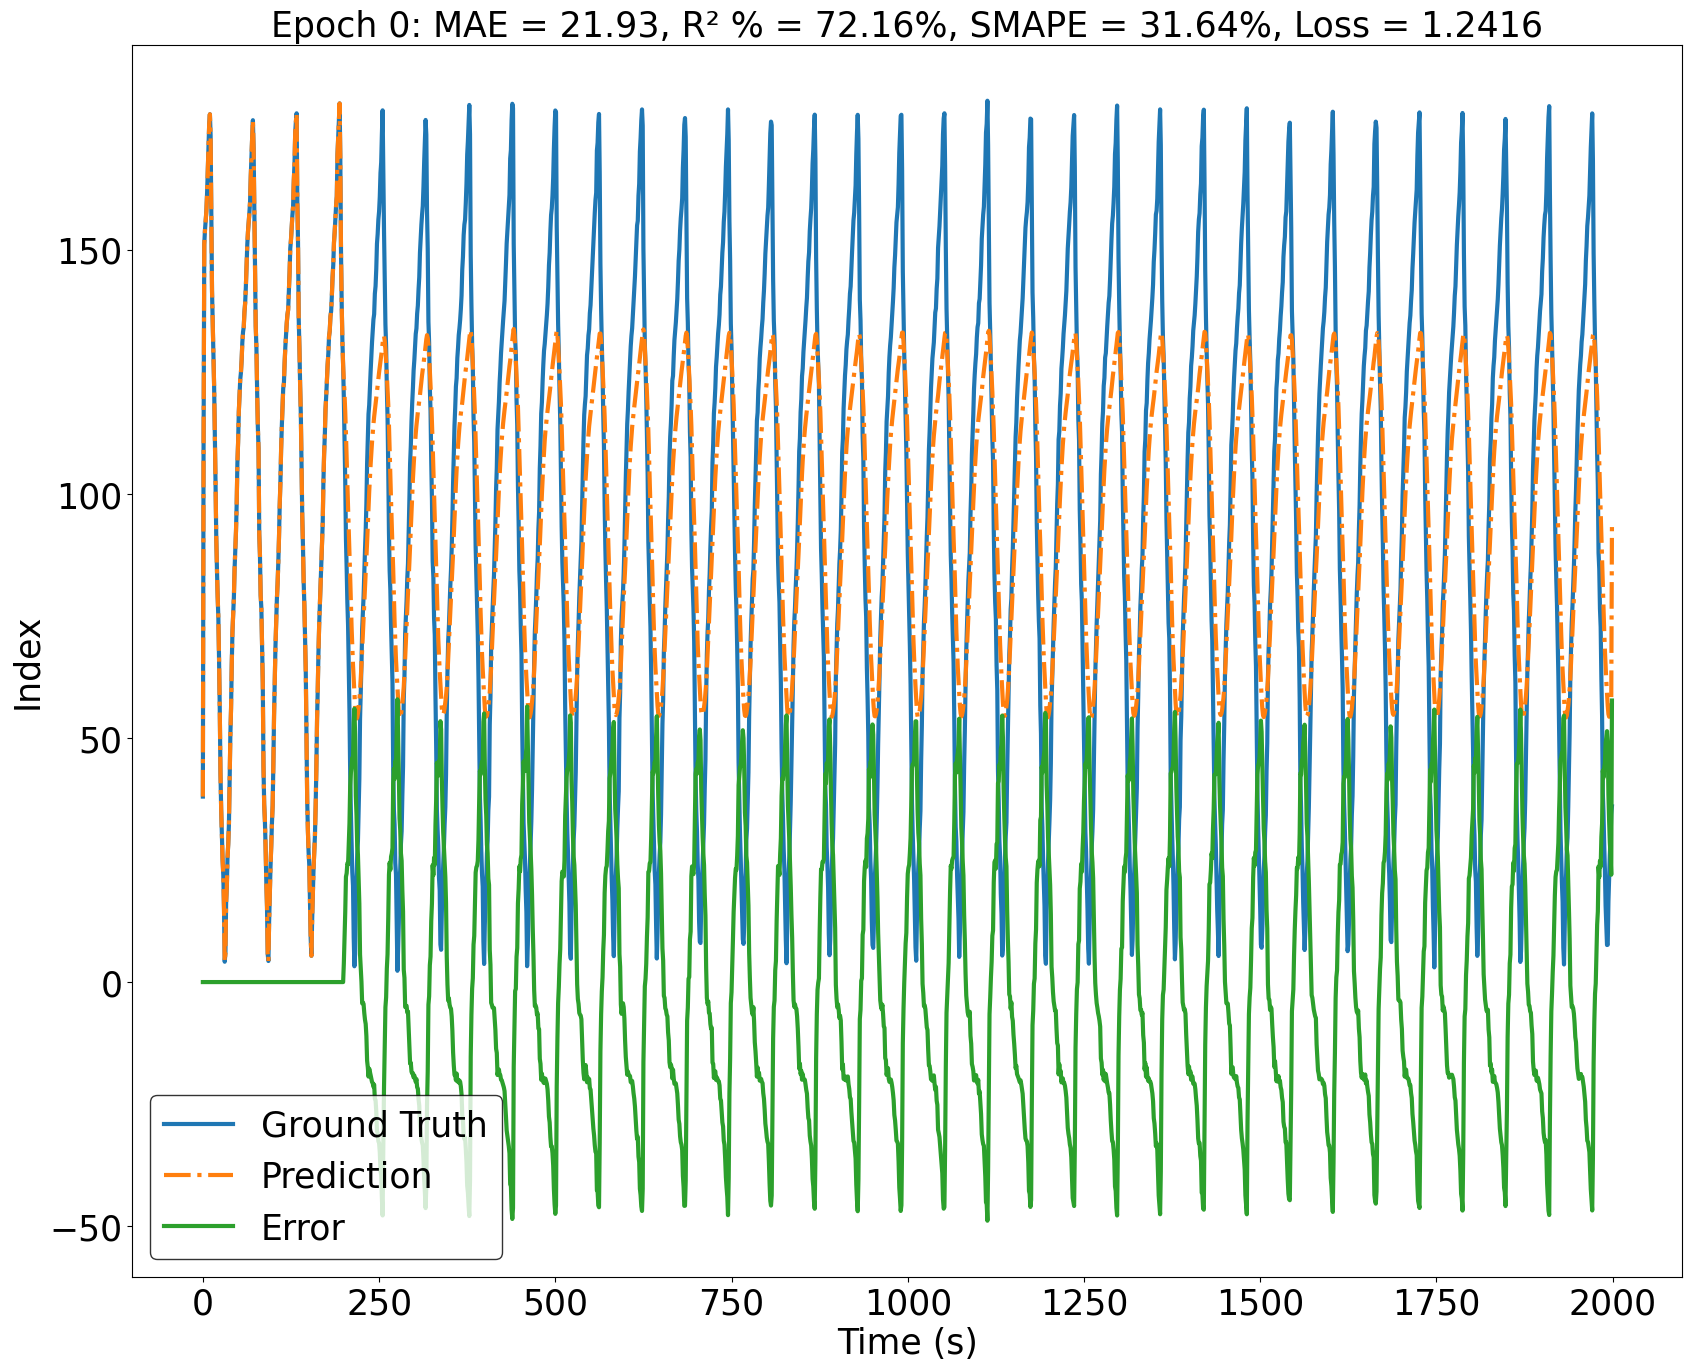 Epoch 0: MAE = 21.93, R² % = 72.16%, SMAPE = 31.64%, Loss = 1.2416
Index
150
100
50
0
−50
Ground Truth
Prediction
Error
0 250 500 750 1000 1250 1500 1750 2000
Time (s)